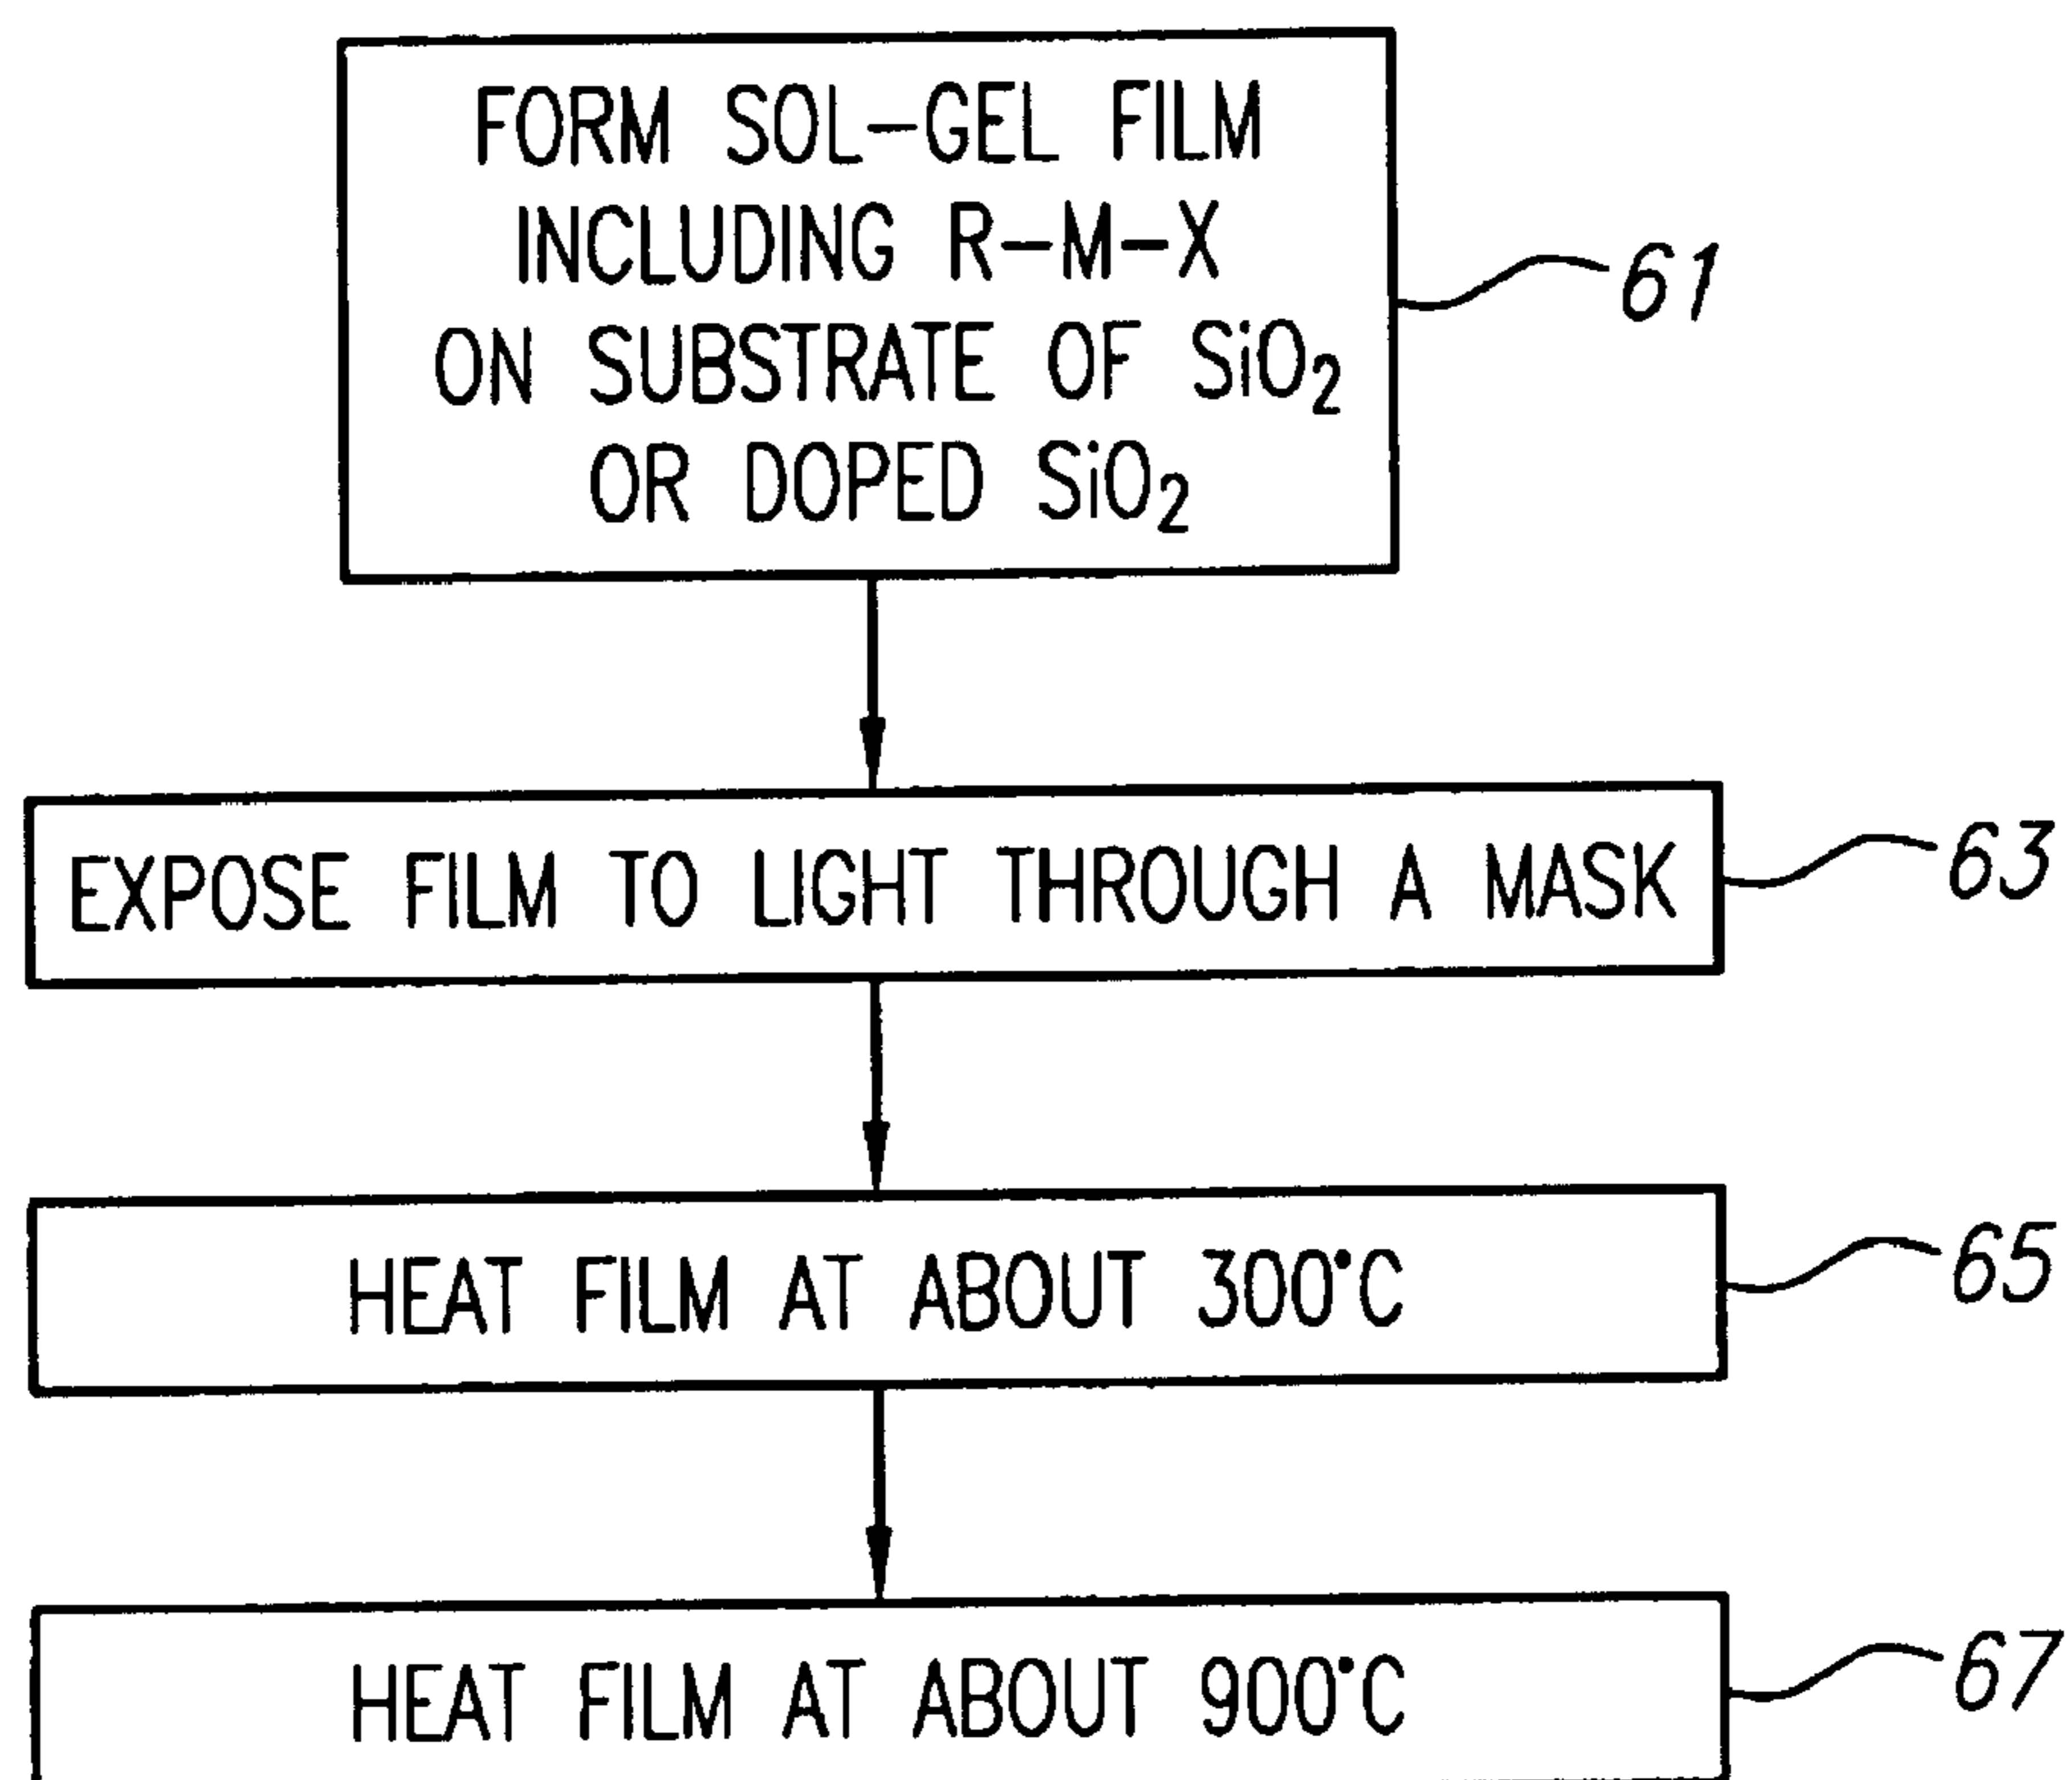 FORM SOL-GEL FILM
INCLUDING R-M-X
ON SUBSTRATE OF SiO₂
OR DOPED SiO₂
61
EXPOSE FILM TO LIGHT THROUGH A MASK
63
HEAT FILM AT ABOUT 300°C
65
HEAT FILM AT ABOUT 900°C
67